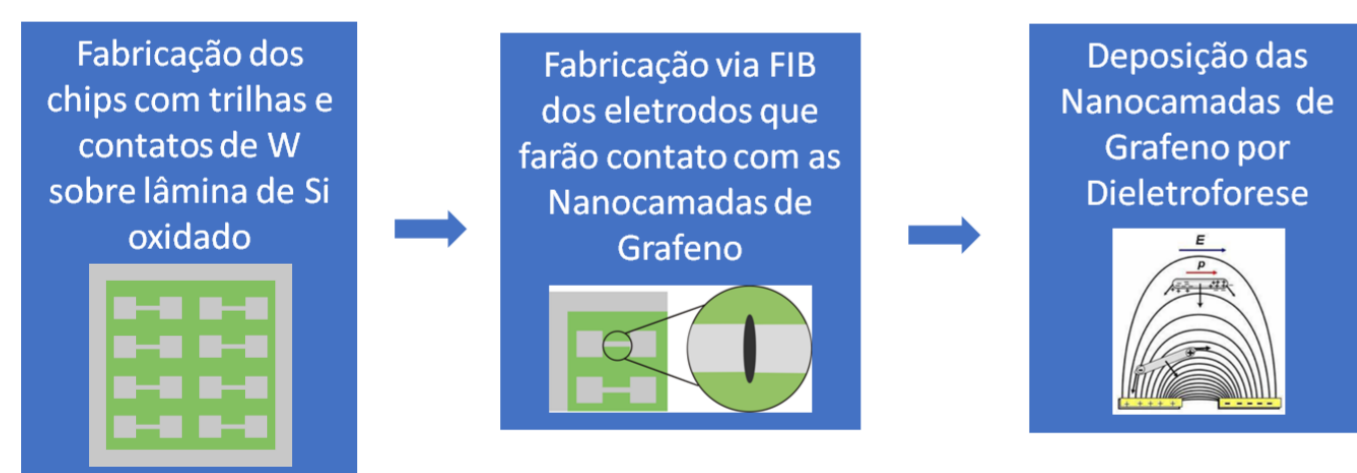 Fabricação dos
chips com trilhas e
contatos de W
sobre lâmina de Si
oxidado
Fabricação via FIB
dos eletrodos que
farão contato com as
Nanocamadas de
Grafeno
Deposição das
Nanocamadas de
Grafeno por
Dieletroforese
E
P